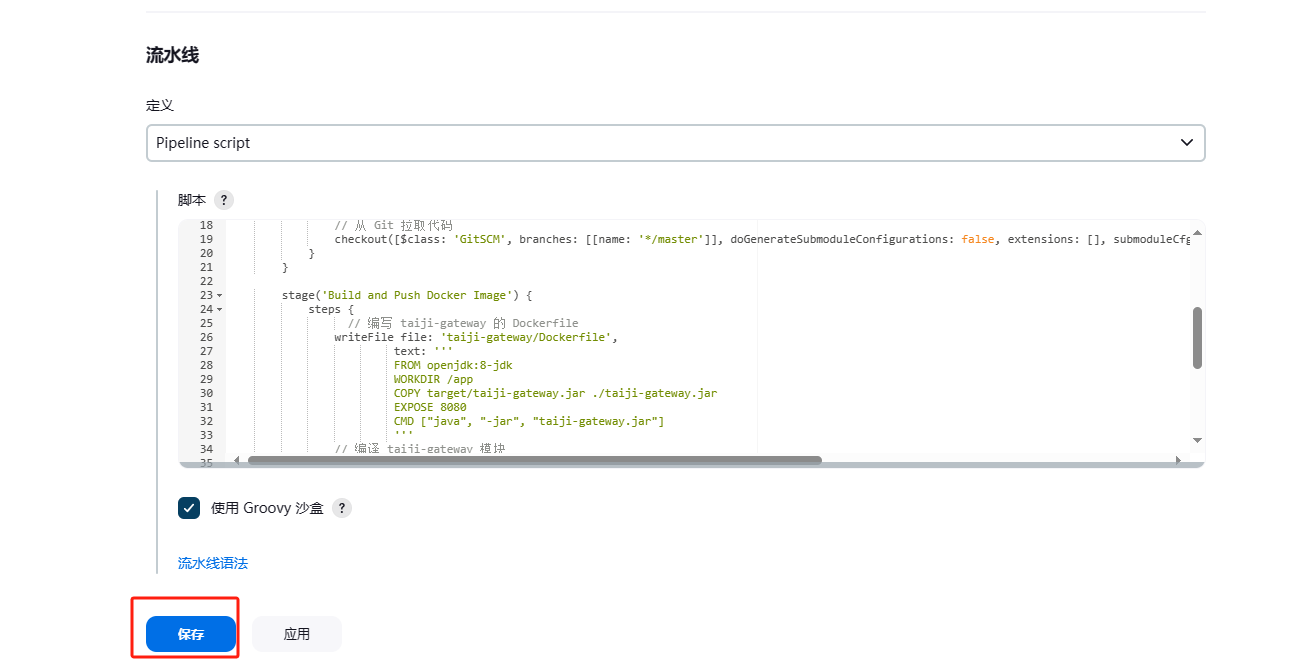 流水线
定义
Pipeline script
脚本 ?
18 // 从 Git 拉取代码
19 checkout([$class: 'GitSCM', branches: [[name: '*/master']], doGenerateSubmoduleConfigurations: false, extensions: [], submoduleCfg
20 }
21 }
22
23 stage('Build and Push Docker Image') {
24 steps {
25 // 编写 taiji-gateway 的 Dockerfile
26 writeFile file: 'taiji-gateway/Dockerfile',
27 text: '''
28 FROM openjdk:8-jdk
29 WORKDIR /app
30 COPY target/taiji-gateway.jar ./taiji-gateway.jar
31 EXPOSE 8080
32 CMD ["java", "-jar", "taiji-gateway.jar"]
33 '''
34 // 编译 taiji-gateway 模块
35
使用 Groovy 沙盒 ?
流水线语法
保存 应用